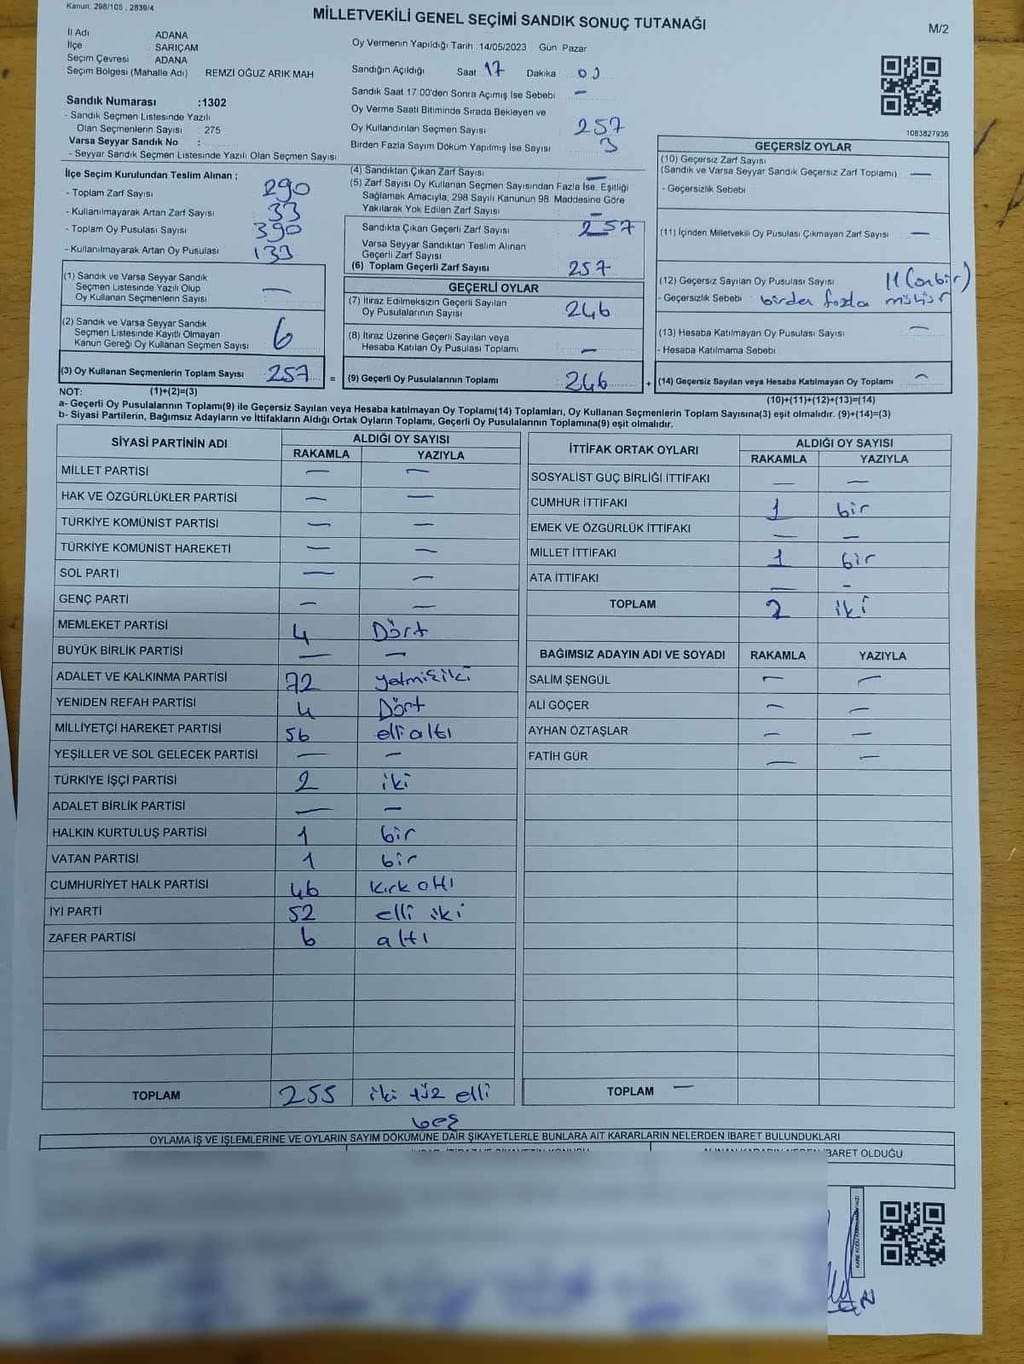 Kanun: 298/105 , 2839/4
MİLLETVEKİLİ GENEL SEÇİMİ SANDIK SONUÇ TUTANAĞI
M/2
İl Adı ADANA
İlçe SARIÇAM
Seçim Çevresi ADANA
Seçim Bölgesi (Mahalle Adı) REMZİ OĞUZ ARIK MAH
Sandık Numarası :1302
- Sandık Seçmen Listesinde Yazılı
Olan Seçmenlerin Sayısı : 275
Varsa Seyyar Sandık No :
- Seyyar Sandık Seçmen Listesinde Yazılı Olan Seçmen Sayısı
Oy Vermenin Yapıldığı Tarih 14/05/2023 Gün Pazar
Sandığın Açıldığı Saat 17 Dakika 00
Sandık Saat 17:00'den Sonra Açımış İse Sebebi —
Oy Verme Saati Bitiminde Sırada Bekleyen ve
Oy Kullandırılan Seçmen Sayısı 257
Birden Fazla Sayım Döküm Yapılmış İse Sayısı 3
1083827936
İlçe Seçim Kurulundan Teslim Alınan ;
- Toplam Zarf Sayısı 290
- Kullanılmayarak Artan Zarf Sayısı 33
- Toplam Oy Pusulası Sayısı 390
- Kullanılmayarak Artan Oy Pusulası 133
(4) Sandıktan Çıkan Zarf Sayısı —
(5) Zarf Sayısı Oy Kullanan Seçmen Sayısından Fazla İse, Eşitliği
Sağlamak Amacıyla, 298 Sayılı Kanunun 98. Maddesine Göre
Yakılarak Yok Edilen Zarf Sayısı —
Sandıkta Çıkan Geçerli Zarf Sayısı 257
Varsa Seyyar Sandıktan Teslim Alınan
Geçerli Zarf Sayısı
(6) Toplam Geçerli Zarf Sayısı 257
GEÇERSİZ OYLAR
(10) Geçersiz Zarf Sayısı
(Sandık ve Varsa Seyyar Sandık Geçersiz Zarf Toplamı) —
- Geçersizlik Sebebi
(11) İçinden Milletvekili Oy Pusulası Çıkmayan Zarf Sayısı —
(12) Geçersiz Sayılan Oy Pusulası Sayısı 11 (onbir)
- Geçersizlik Sebebi birden fazla mühür
(13) Hesaba Katılmayan Oy Pusulası Sayısı —
- Hesaba Katılmama Sebebi
(14) Geçersiz Sayılan veya Hesaba Katılmayan Oy Toplamı —
(10)+(11)+(12)+(13)=(14)
(1) Sandık ve Varsa Seyyar Sandık
Seçmen Listesinde Yazılı Olup
Oy Kullanan Seçmenlerin Sayısı —
(2) Sandık ve Varsa Seyyar Sandık
Seçmen Listesinde Kayıtlı Olmayan
Kanun Gereği Oy Kullanan Seçmen Sayısı 6
(3) Oy Kullanan Seçmenlerin Toplam Sayısı 257 =
GEÇERLİ OYLAR
(7) İtiraz Edilmeksizin Geçerli Sayılan
Oy Pusulalarının Sayısı 246
(8) İtiraz Üzerine Geçerli Sayılan veya
Hesaba Katılan Oy Pusulası Toplamı —
(9) Geçerli Oy Pusulalarının Toplamı 246 +
NOT: (1)+(2)=(3)
a- Geçerli Oy Pusulalarının Toplamı(9) ile Geçersiz Sayılan veya Hesaba katılmayan Oy Toplamı(14) Toplamları, Oy Kullanan Seçmenlerin Toplam Sayısına(3) eşit olmalıdır. (9)+(14)=(3)
b- Siyasi Partilerin, Bağımsız Adayların ve İttifakların Aldığı Ortak Oyların Toplamı, Geçerli Oy Pusulalarının Toplamına(9) eşit olmalıdır.
SİYASİ PARTİNİN ADI ALDIĞI OY SAYISI
RAKAMLA YAZIYLA
MİLLET PARTİSİ — —
HAK VE ÖZGÜRLÜKLER PARTİSİ — —
TÜRKİYE KOMÜNİST PARTİSİ — —
TÜRKİYE KOMÜNİST HAREKETİ — —
SOL PARTİ — —
GENÇ PARTİ — —
MEMLEKET PARTİSİ 4 Dört
BÜYÜK BİRLİK PARTİSİ — —
ADALET VE KALKINMA PARTİSİ 72 yetmişiki
YENİDEN REFAH PARTİSİ 4 Dört
MİLLİYETÇİ HAREKET PARTİSİ 56 elli altı
YEŞİLLER VE SOL GELECEK PARTİSİ — —
TÜRKİYE İŞÇİ PARTİSİ 2 iki
ADALET BİRLİK PARTİSİ — —
HALKIN KURTULUŞ PARTİSİ 1 bir
VATAN PARTİSİ 1 bir
CUMHURİYET HALK PARTİSİ 46 kırk altı
İYİ PARTİ 52 elli iki
ZAFER PARTİSİ 6 altı
TOPLAM 255 iki yüz elli
beş
İTTİFAK ORTAK OYLARI ALDIĞI OY SAYISI
RAKAMLA YAZIYLA
SOSYALİST GÜÇ BİRLİĞİ İTTİFAKI — —
CUMHUR İTTİFAKI 1 bir
EMEK VE ÖZGÜRLÜK İTTİFAKI — —
MİLLET İTTİFAKI 1 bir
ATA İTTİFAKI — —
TOPLAM 2 iki
BAĞIMSIZ ADAYIN ADI VE SOYADI RAKAMLA YAZIYLA
SALİM ŞENGÜL — —
ALİ GÖÇER — —
AYHAN ÖZTAŞLAR — —
FATİH GÜR — —
TOPLAM —
OYLAMA İŞ VE İŞLEMLERİNE VE OYLARIN SAYIM DÖKÜMÜNE DAİR ŞİKAYETLERLE BUNLARA AİT KARARLARIN NELERDEN İBARET BULUNDUKLARI
İBARET OLDUĞU